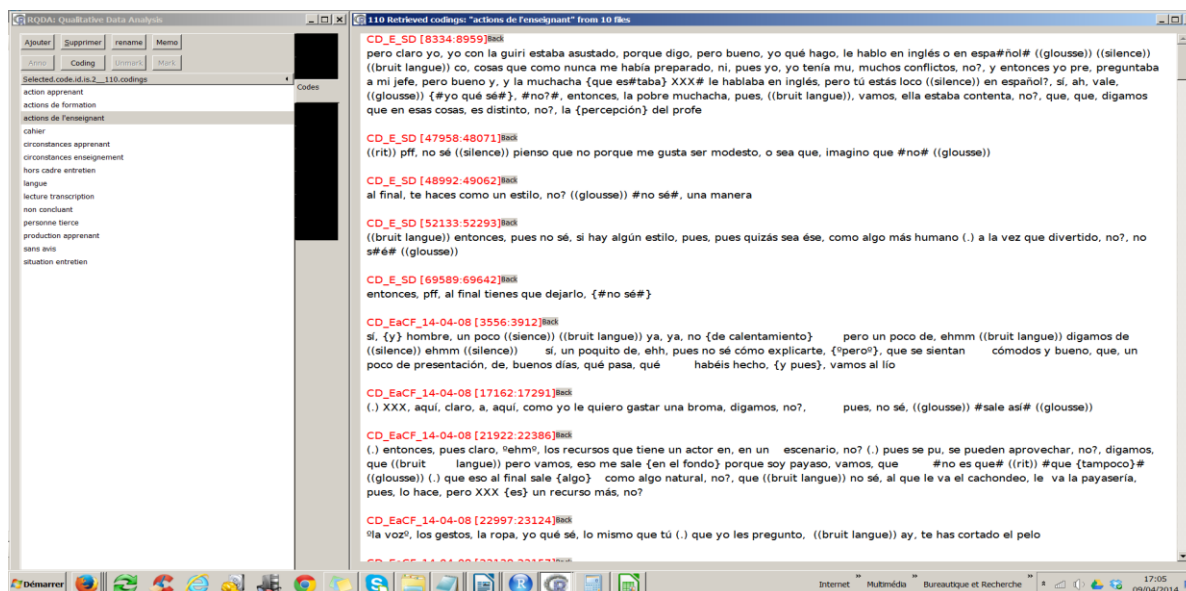 RQDA: Qualitative Data Analysis
Ajouter Supprimer rename Memo
Anno Coding Unmark Mark
Selected.code.id.is.2__110.codings
Codes
action apprenant
actions de formation
actions de l'enseignant
cahier
circonstances apprenant
circonstances enseignement
hors cadre entretien
langue
lecture transcription
non concluant
personne tierce
production apprenant
sans avis
situation entretien
110 Retrieved codings: "actions de l'enseignant" from 10 files
CD_E_SD [8334:8959]Back
pero claro yo, yo con la guiri estaba asustado, porque digo, pero bueno, yo qué hago, le hablo en inglés o en espa#ñol# ((glousse)) ((silence))
((bruit langue)) co, cosas que como nunca me había preparado, ni, pues yo, yo tenía mu, muchos conflictos, no?, y entonces yo pre, preguntaba
a mi jefe, pero bueno y, y la muchacha {que es#taba} XXX# le hablaba en inglés, pero tú estás loco ((silence)) en español?, sí, ah, vale,
((glousse)) {#yo qué sé#}, #no?#, entonces, la pobre muchacha, pues, ((bruit langue)), vamos, ella estaba contenta, no?, que, que, digamos
que en esas cosas, es distinto, no?, la {percepción} del profe
CD_E_SD [47958:48071]Back
((rit)) pff, no sé ((silence)) pienso que no porque me gusta ser modesto, o sea que, imagino que #no# ((glousse))
CD_E_SD [48992:49062]Back
al final, te haces como un estilo, no? ((glousse)) #no sé#, una manera
CD_E_SD [52133:52293]Back
((bruit langue)) entonces, pues no sé, si hay algún estilo, pues, pues quizás sea ése, como algo más humano (.) a la vez que divertido, no?, no
s#é# ((glousse))
CD_E_SD [69589:69642]Back
entonces, pff, al final tienes que dejarlo, {#no sé#}
CD_EaCF_14-04-08 [3556:3912]Back
sí, {y} hombre, un poco ((sience)) ((bruit langue)) ya, ya, no {de calentamiento} pero un poco de, ehmm ((bruit langue)) digamos de
((silence)) ehmm ((silence)) sí, un poquito de, ehh, pues no sé cómo explicarte, {ºperoº}, que se sientan cómodos y bueno, que, un
poco de presentación, de, buenos días, qué pasa, qué habéis hecho, {y pues}, vamos al lío
CD_EaCF_14-04-08 [17162:17291]Back
(.) XXX, aquí, claro, a, aquí, como yo le quiero gastar una broma, digamos, no?, pues, no sé, ((glousse)) #sale así# ((glousse))
CD_EaCF_14-04-08 [21922:22386]Back
(.) entonces, pues claro, ºehmº, los recursos que tiene un actor en, en un escenario, no? (.) pues se pu, se pueden aprovechar, no?, digamos,
que ((bruit langue)) pero vamos, eso me sale {en el fondo} porque soy payaso, vamos, que #no es que# ((rit)) #que {tampoco}#
((glousse)) (.) que eso al final sale {algo} como algo natural, no?, que ((bruit langue)) no sé, al que le va el cachondeo, le va la payasería,
pues, lo hace, pero XXX {es} un recurso más, no?
CD_EaCF_14-04-08 [22997:23124]Back
ºla vozº, los gestos, la ropa, yo qué sé, lo mismo que tú (.) que yo les pregunto, ((bruit langue)) ay, te has cortado el pelo
Démarrer
Internet Multimédia Bureautique et Recherche
17:05
09/04/2014